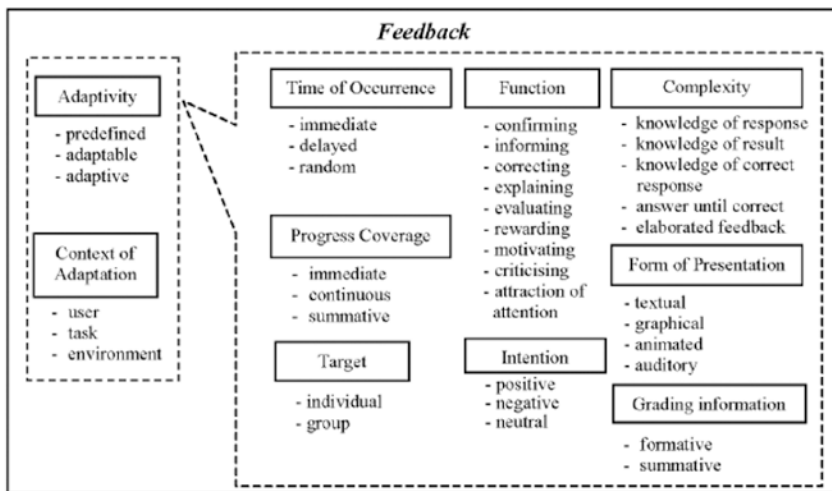 Feedback
Adaptivity
- predefined
- adaptable
- adaptive
Context of
Adaptation
- user
- task
- environment
Time of Occurrence
- immediate
- delayed
- random
Progress Coverage
- immediate
- continuous
- summative
Target
- individual
- group
Function
- confirming
- informing
- correcting
- explaining
- evaluating
- rewarding
- motivating
- criticising
- attraction of
attention
Intention
- positive
- negative
- neutral
Complexity
- knowledge of response
- knowledge of result
- knowledge of correct
response
- answer until correct
- elaborated feedback
Form of Presentation
- textual
- graphical
- animated
- auditory
Grading information
- formative
- summative